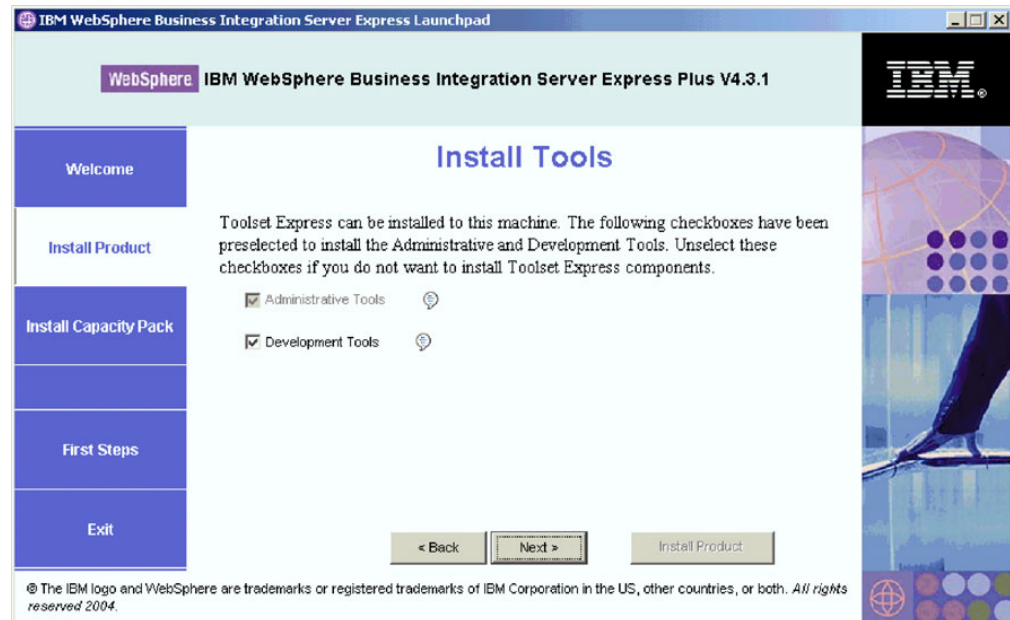 IBM WebSphere Business Integration Server Express Launchpad
WebSphere. IBM WebSphere Business Integration Server Express Plus V4.3.1
IBM®
Welcome
Install Product
Install Capacity Pack
First Steps
Exit
Install Tools
Toolset Express can be installed to this machine. The following checkboxes have been
preselected to install the Administrative and Development Tools. Unselect these
checkboxes if you do not want to install Toolset Express components.
Administrative Tools
Development Tools
< Back
Next >
Install Product
© The IBM logo and WebSphere are trademarks or registered trademarks of IBM Corporation in the US, other countries, or both. All rights
reserved 2004.